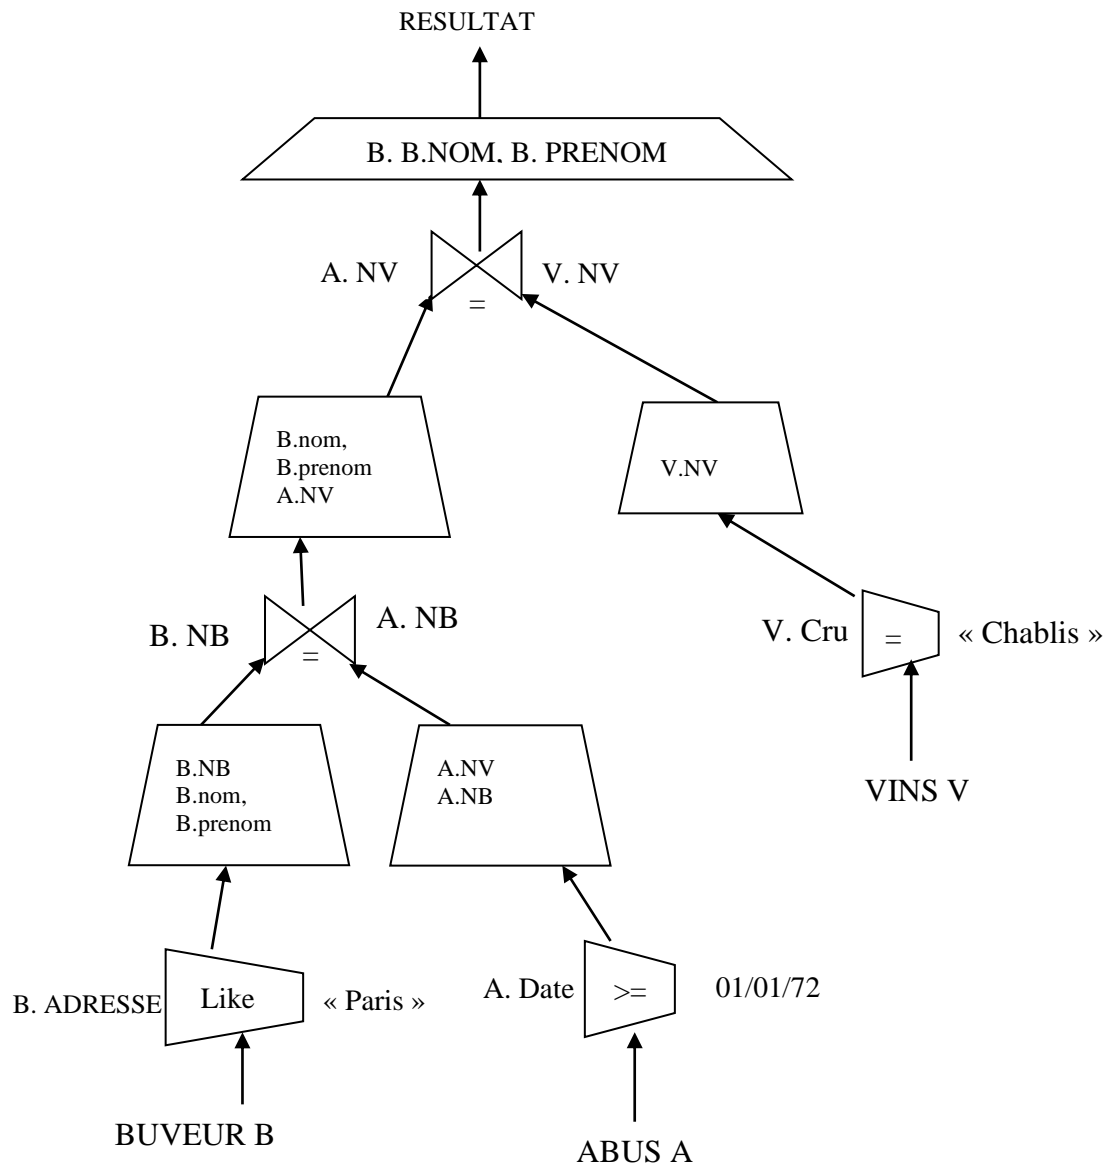 RESULTAT
B. B.NOM, B. PRENOM
A. NV
V. NV
=
B.nom,
B.prenom
A.NV
V.NV
B. NB
A. NB
=
V. Cru
=
« Chablis »
VINS V
B.NB
B.nom,
B.prenom
A.NV
A.NB
B. ADRESSE
Like
« Paris »
A. Date
>=
01/01/72
BUVEUR B
ABUS A